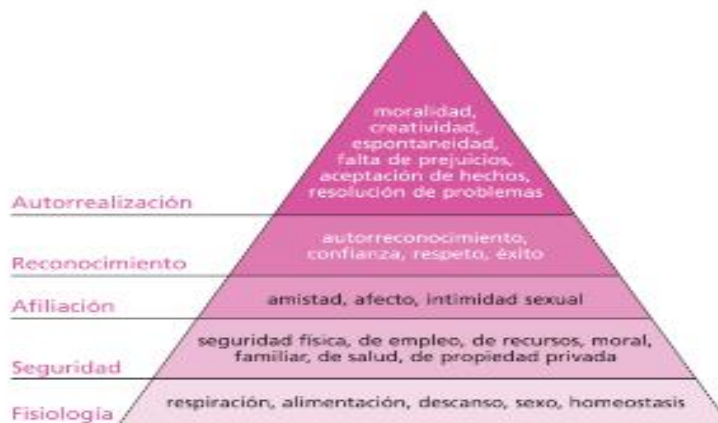 moralidad,
creatividad,
espontaneidad,
falta de prejuicios,
aceptación de hechos,
resolución de problemas
Autorrealización
autorreconocimiento,
confianza, respeto, éxito
Reconocimiento
amistad, afecto, intimidad sexual
Afiliación
seguridad física, de empleo, de recursos, moral,
familiar, de salud, de propiedad privada
Seguridad
respiración, alimentación, descanso, sexo, homeostasis
Fisiología